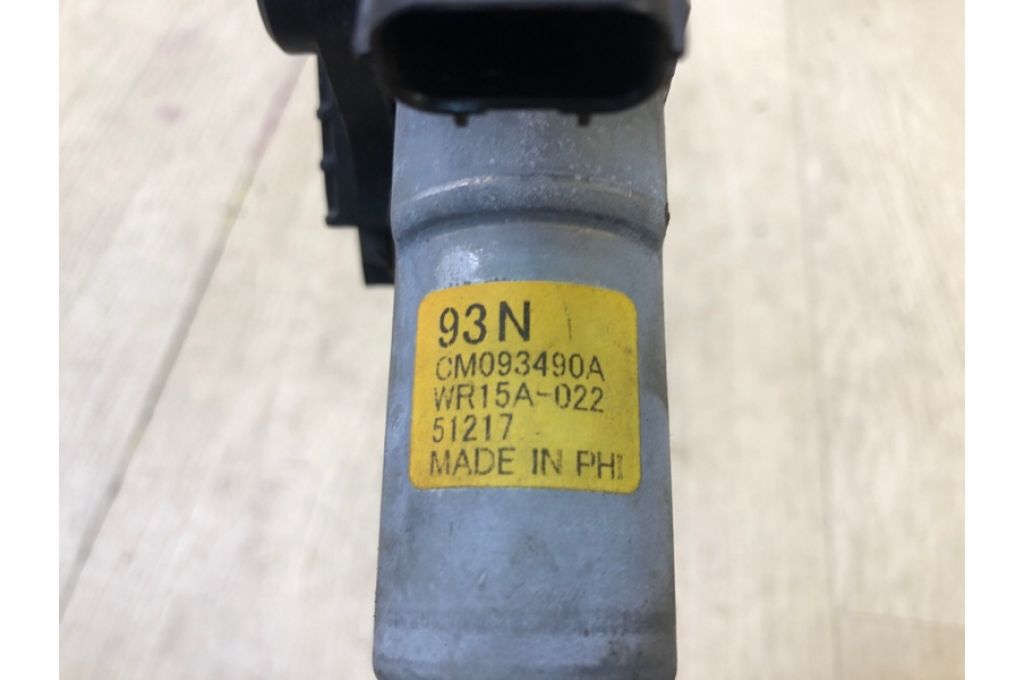 93N
CM093490A
WR15A-022
51217
MADE IN PHI